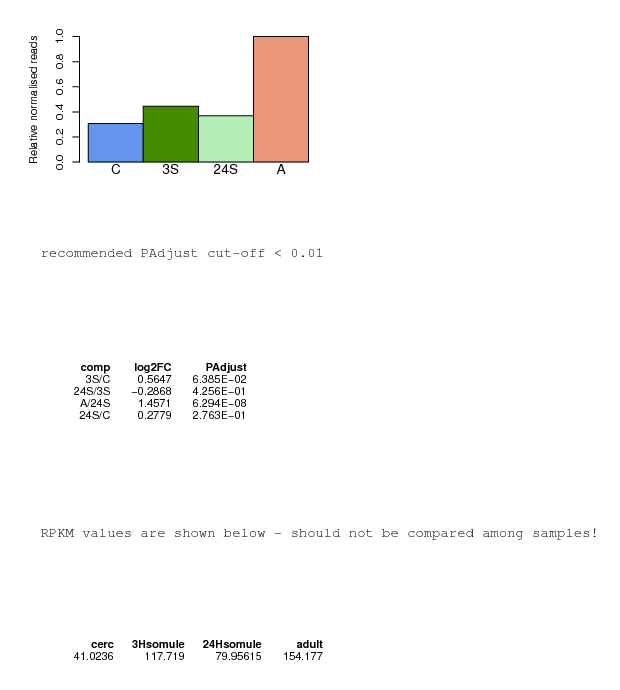 Relative normalised reads
1.0
0.8
0.6
0.4
0.2
0.0
C 3S 24S A
recommended PAdjust cut-off < 0.01
comp log2FC PAdjust
3S/C 0.5647 6.385E−02
24S/3S −0.2868 4.256E−01
A/24S 1.4571 6.294E−08
24S/C 0.2779 2.763E−01
RPKM values are shown below - should not be compared among samples!
cerc 3Hsomule 24Hsomule adult
41.0236 117.719 79.95615 154.177